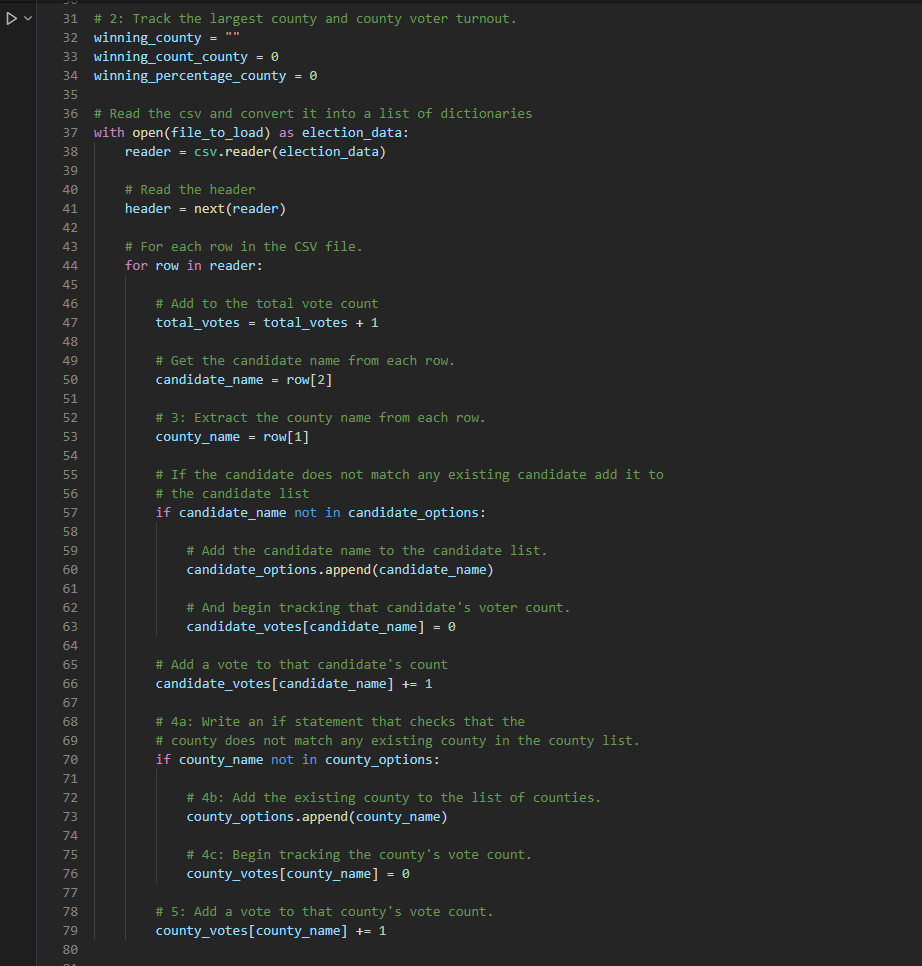 31 # 2: Track the largest county and county voter turnout.
32 winning_county = ""
33 winning_count_county = 0
34 winning_percentage_county = 0
35
36 # Read the csv and convert it into a list of dictionaries
37 with open(file_to_load) as election_data:
38     reader = csv.reader(election_data)
39
40     # Read the header
41     header = next(reader)
42
43     # For each row in the CSV file.
44     for row in reader:
45
46         # Add to the total vote count
47         total_votes = total_votes + 1
48
49         # Get the candidate name from each row.
50         candidate_name = row[2]
51
52         # 3: Extract the county name from each row.
53         county_name = row[1]
54
55         # If the candidate does not match any existing candidate add it to
56         # the candidate list
57         if candidate_name not in candidate_options:
58
59             # Add the candidate name to the candidate list.
60             candidate_options.append(candidate_name)
61
62             # And begin tracking that candidate's voter count.
63             candidate_votes[candidate_name] = 0
64
65         # Add a vote to that candidate's count
66         candidate_votes[candidate_name] += 1
67
68         # 4a: Write an if statement that checks that the
69         # county does not match any existing county in the county list.
70         if county_name not in county_options:
71
72             # 4b: Add the existing county to the list of counties.
73             county_options.append(county_name)
74
75             # 4c: Begin tracking the county's vote count.
76             county_votes[county_name] = 0
77
78         # 5: Add a vote to that county's vote count.
79         county_votes[county_name] += 1
80